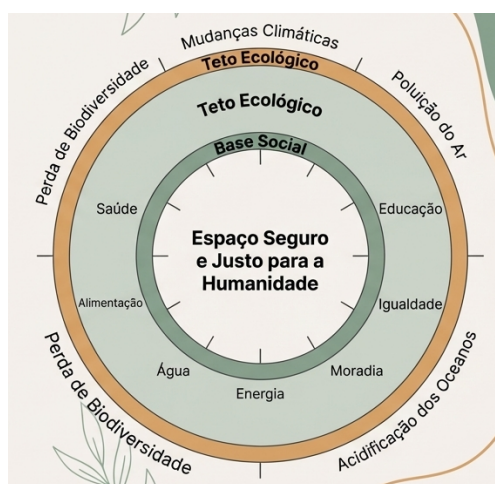 Mudanças Climáticas
Teto Ecológico
Perda de Biodiversidade
Poluição do Ar
Teto Ecológico
Base Social
Saúde
Educação
Espaço Seguro
e Justo para a
Humanidade
Alimentação
Igualdade
Água
Moradia
Energia
Perda de Biodiversidade
Acidificação dos Oceanos